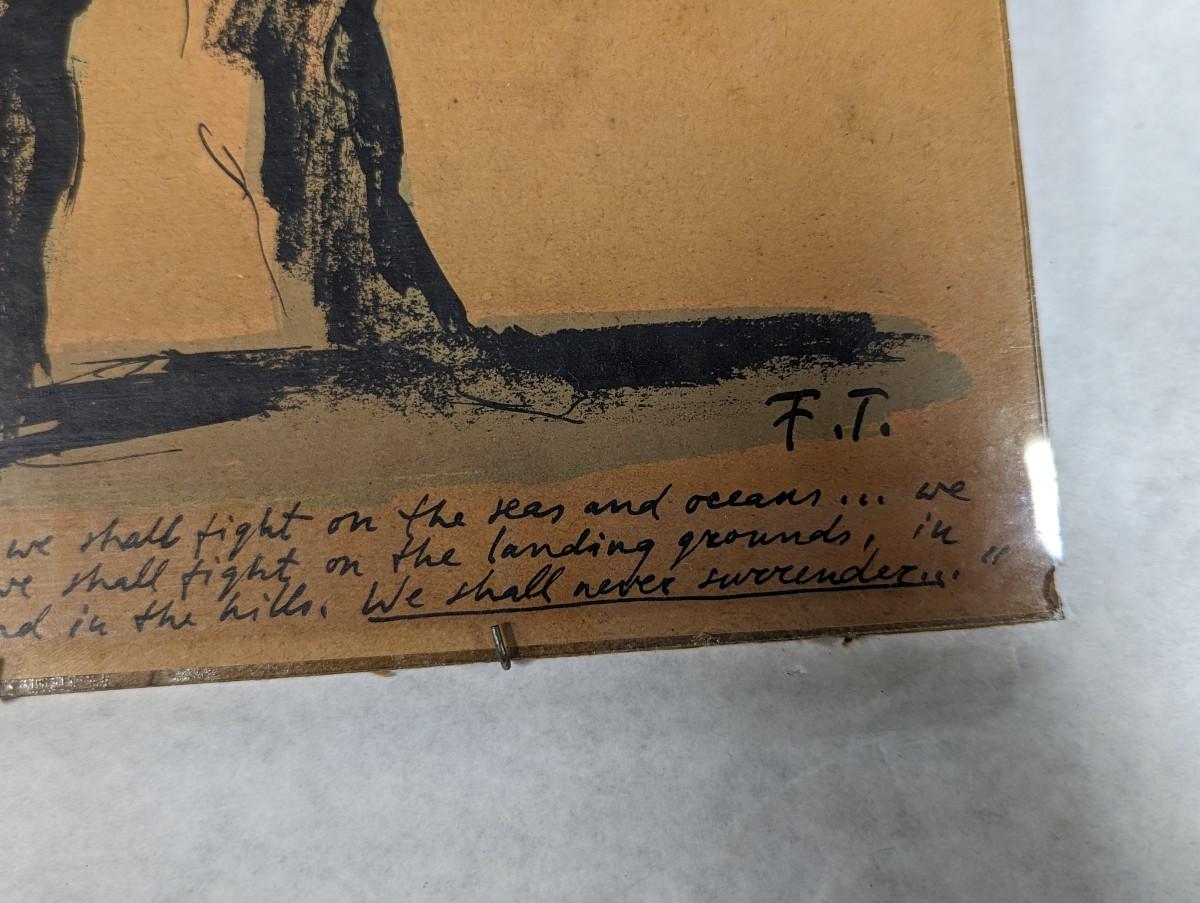 F.T.
we shall fight on the seas and oceans... we
we shall fight on the landing grounds, in
nd in the hills. We shall never surrender... "